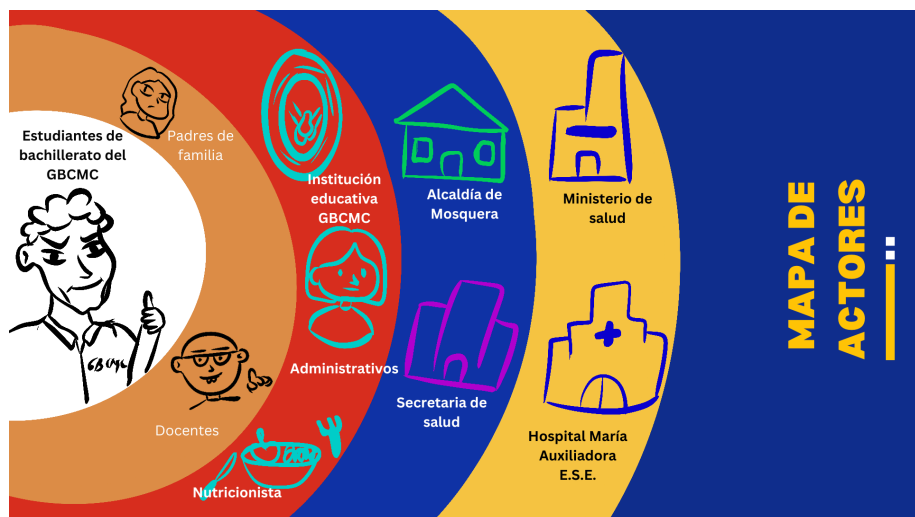 Estudiantes de
bachillerato del
GBCMC
GBCMC
Padres de
familia
Docentes
Institución
educativa
GBCMC
Administrativos
Nutricionista
Alcaldía de
Mosquera
Secretaria de
salud
Ministerio de
salud
Hospital María
Auxiliadora
E.S.E.
MAPA DE
ACTORES